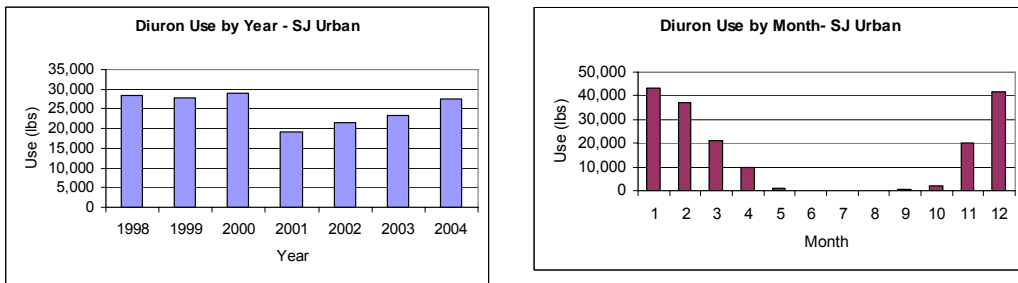 Diuron Use by Year - SJ Urban
35,000
30,000
25,000
20,000
15,000
10,000
5,000
0
Use (lbs)
1998 1999 2000 2001 2002 2003 2004
Year
Diuron Use by Month- SJ Urban
50,000
40,000
30,000
20,000
10,000
0
Use (lbs)
1 2 3 4 5 6 7 8 9 10 11 12
Month